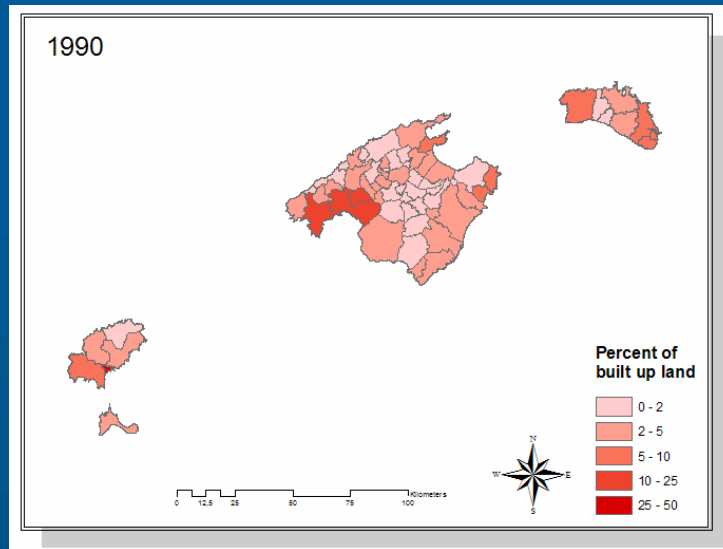 1990
Percent of
built up land
0 - 2
2 - 5
5 - 10
10 - 25
25 - 50
N
W E
S
0 12,5 25 50 75 100 Kilometers